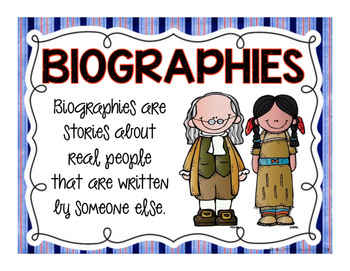 BIOGRAPHIES
Biographies are
stories about
real people
that are written
by someone else.